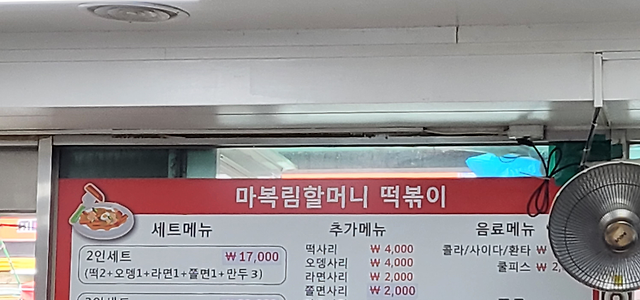 마복림할머니 떡볶이
세트메뉴
2인세트 ₩17,000
(떡2+오뎅1+라면1+쫄면1+만두3)
추가메뉴
떡사리 ₩ 4,000
오뎅사리 ₩ 4,000
라면사리 ₩ 2,000
쫄면사리 ₩ 2,000
음료메뉴
콜라/사이다/환타 ₩
쿨피스 ₩ 2,